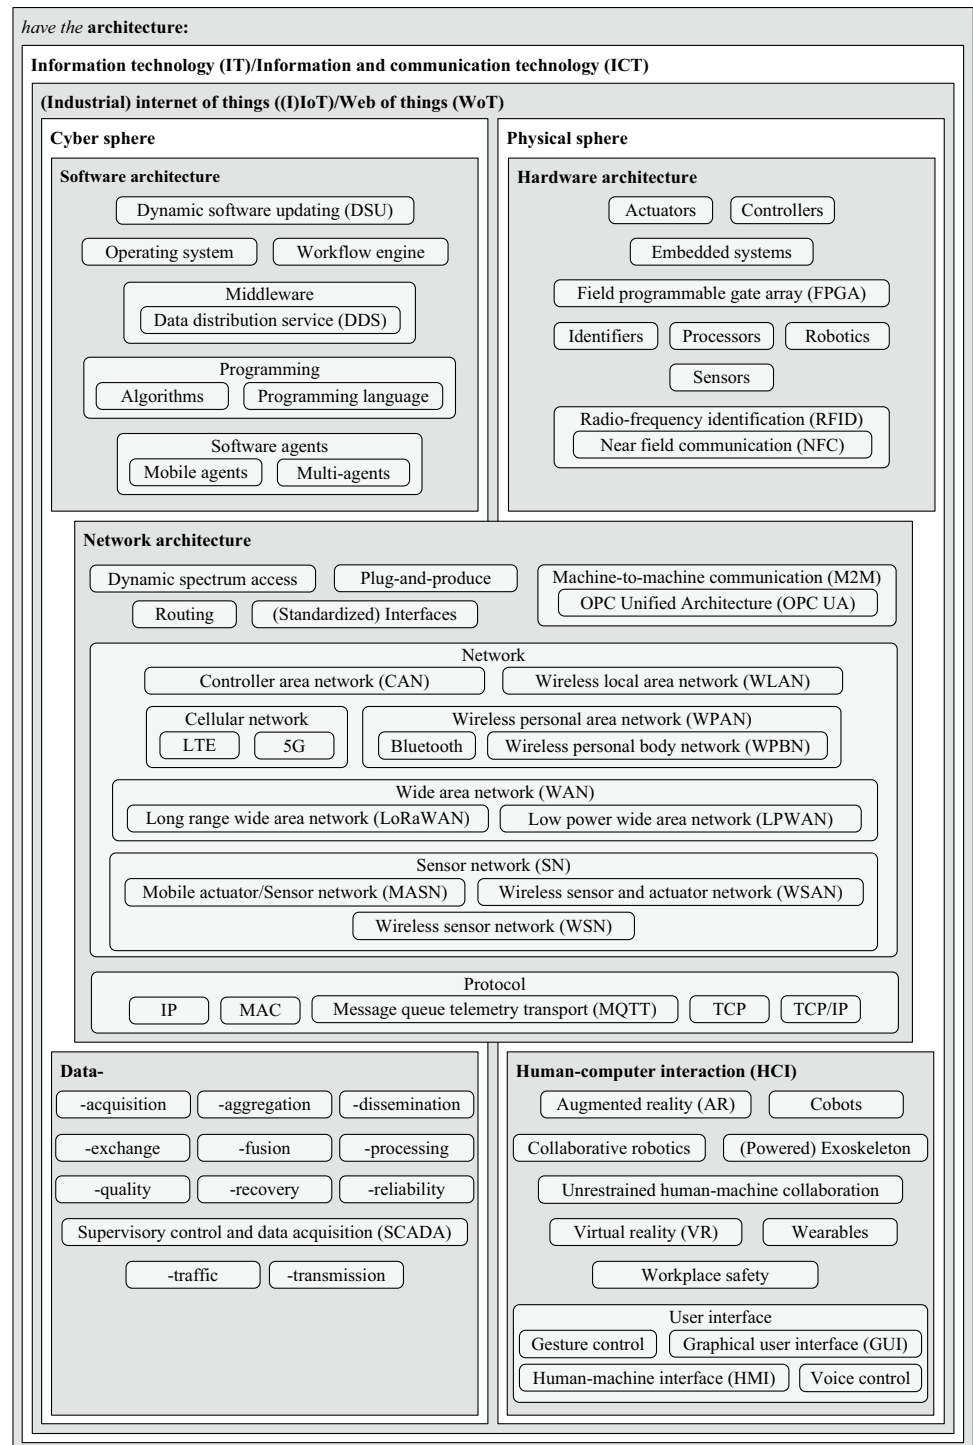 have the architecture:
Information technology (IT)/Information and communication technology (ICT)
(Industrial) internet of things ((I)IoT)/Web of things (WoT)
Cyber sphere
Software architecture
Dynamic software updating (DSU)
Operating system
Workflow engine
Middleware
Data distribution service (DDS)
Programming
Algorithms
Programming language
Software agents
Mobile agents
Multi-agents
Physical sphere
Hardware architecture
Actuators
Controllers
Embedded systems
Field programmable gate array (FPGA)
Identifiers
Processors
Robotics
Sensors
Radio-frequency identification (RFID)
Near field communication (NFC)
Network architecture
Dynamic spectrum access
Plug-and-produce
Routing
(Standardized) Interfaces
Machine-to-machine communication (M2M)
OPC Unified Architecture (OPC UA)
Network
Controller area network (CAN)
Wireless local area network (WLAN)
Cellular network
LTE
5G
Wireless personal area network (WPAN)
Bluetooth
Wireless personal body network (WPBN)
Wide area network (WAN)
Long range wide area network (LoRaWAN)
Low power wide area network (LPWAN)
Sensor network (SN)
Mobile actuator/Sensor network (MASN)
Wireless sensor and actuator network (WSAN)
Wireless sensor network (WSN)
Protocol
IP
MAC
Message queue telemetry transport (MQTT)
TCP
TCP/IP
Data-
-acquisition
-aggregation
-dissemination
-exchange
-fusion
-processing
-quality
-recovery
-reliability
Supervisory control and data acquisition (SCADA)
-traffic
-transmission
Human-computer interaction (HCI)
Augmented reality (AR)
Cobots
Collaborative robotics
(Powered) Exoskeleton
Unrestrained human-machine collaboration
Virtual reality (VR)
Wearables
Workplace safety
User interface
Gesture control
Graphical user interface (GUI)
Human-machine interface (HMI)
Voice control